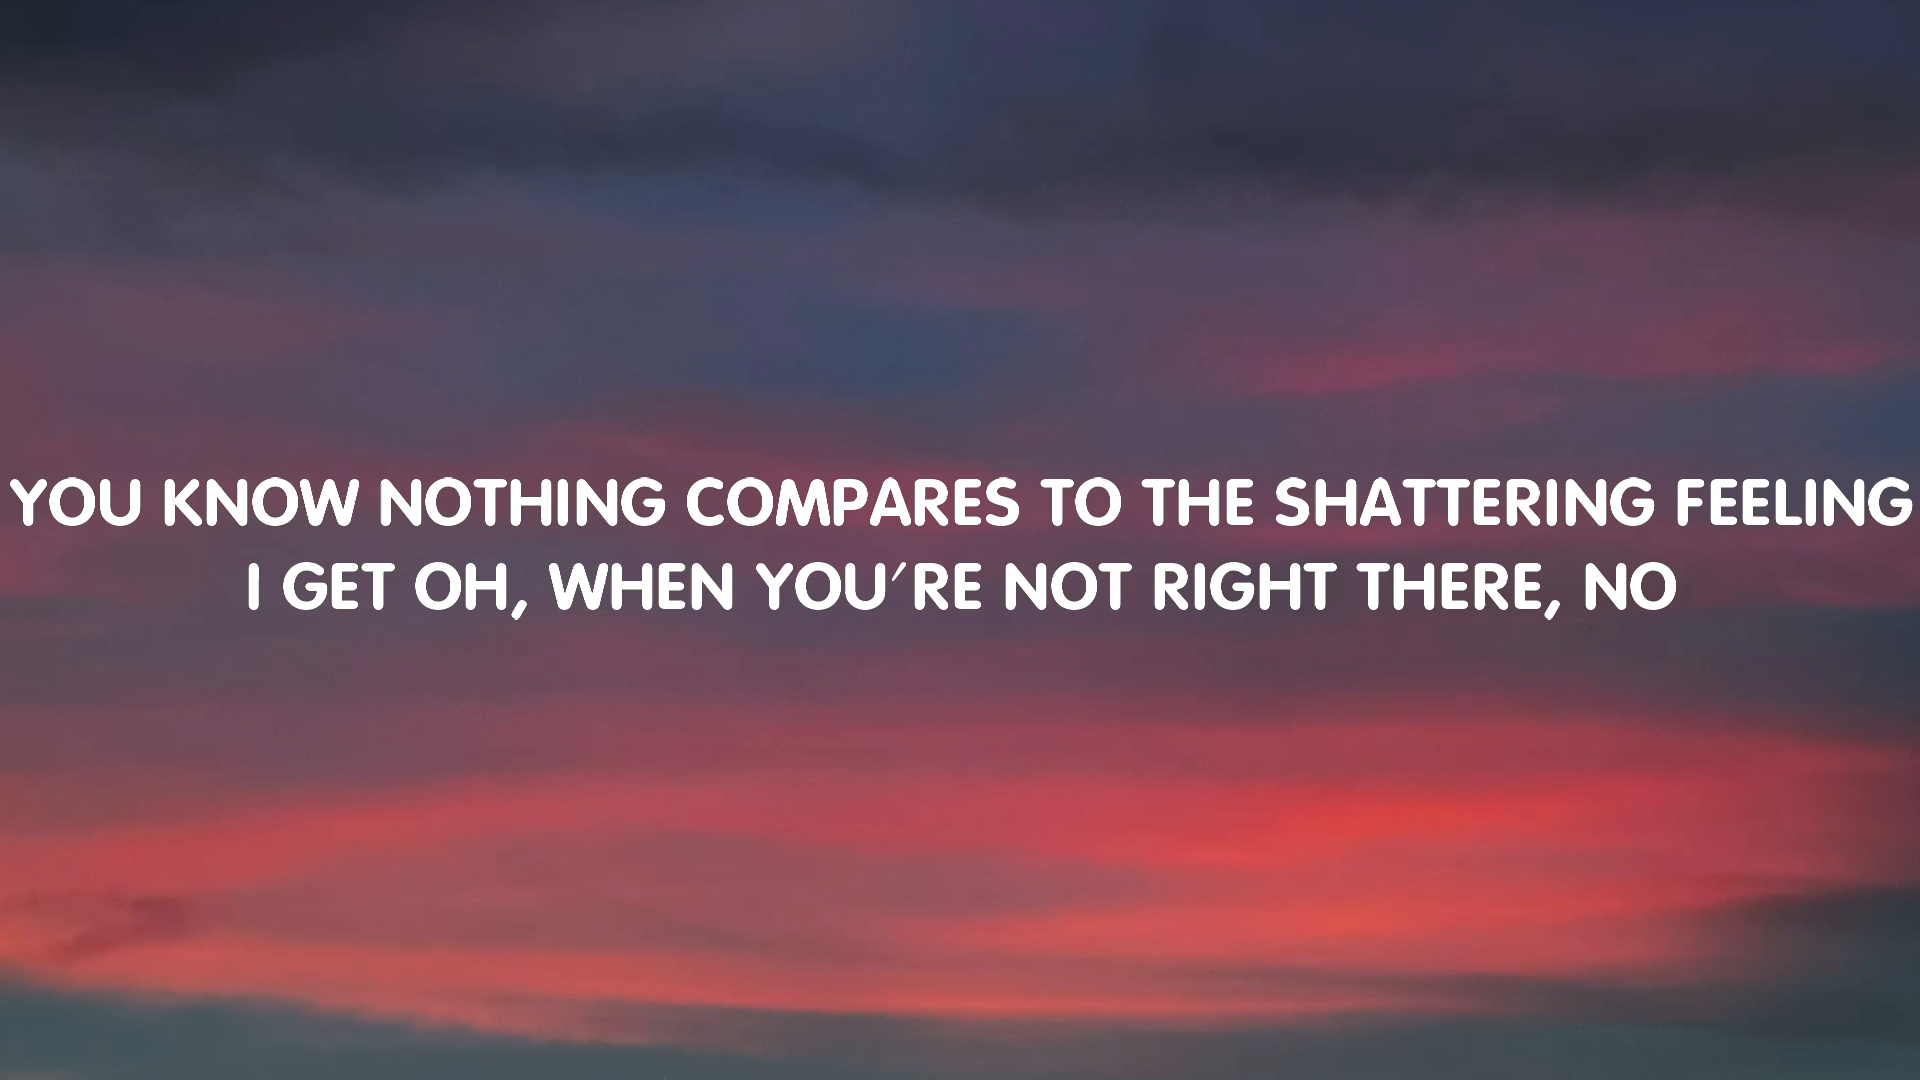 YOU KNOW NOTHING COMPARES TO THE SHATTERING FEELING
I GET OH, WHEN YOU'RE NOT RIGHT THERE, NO